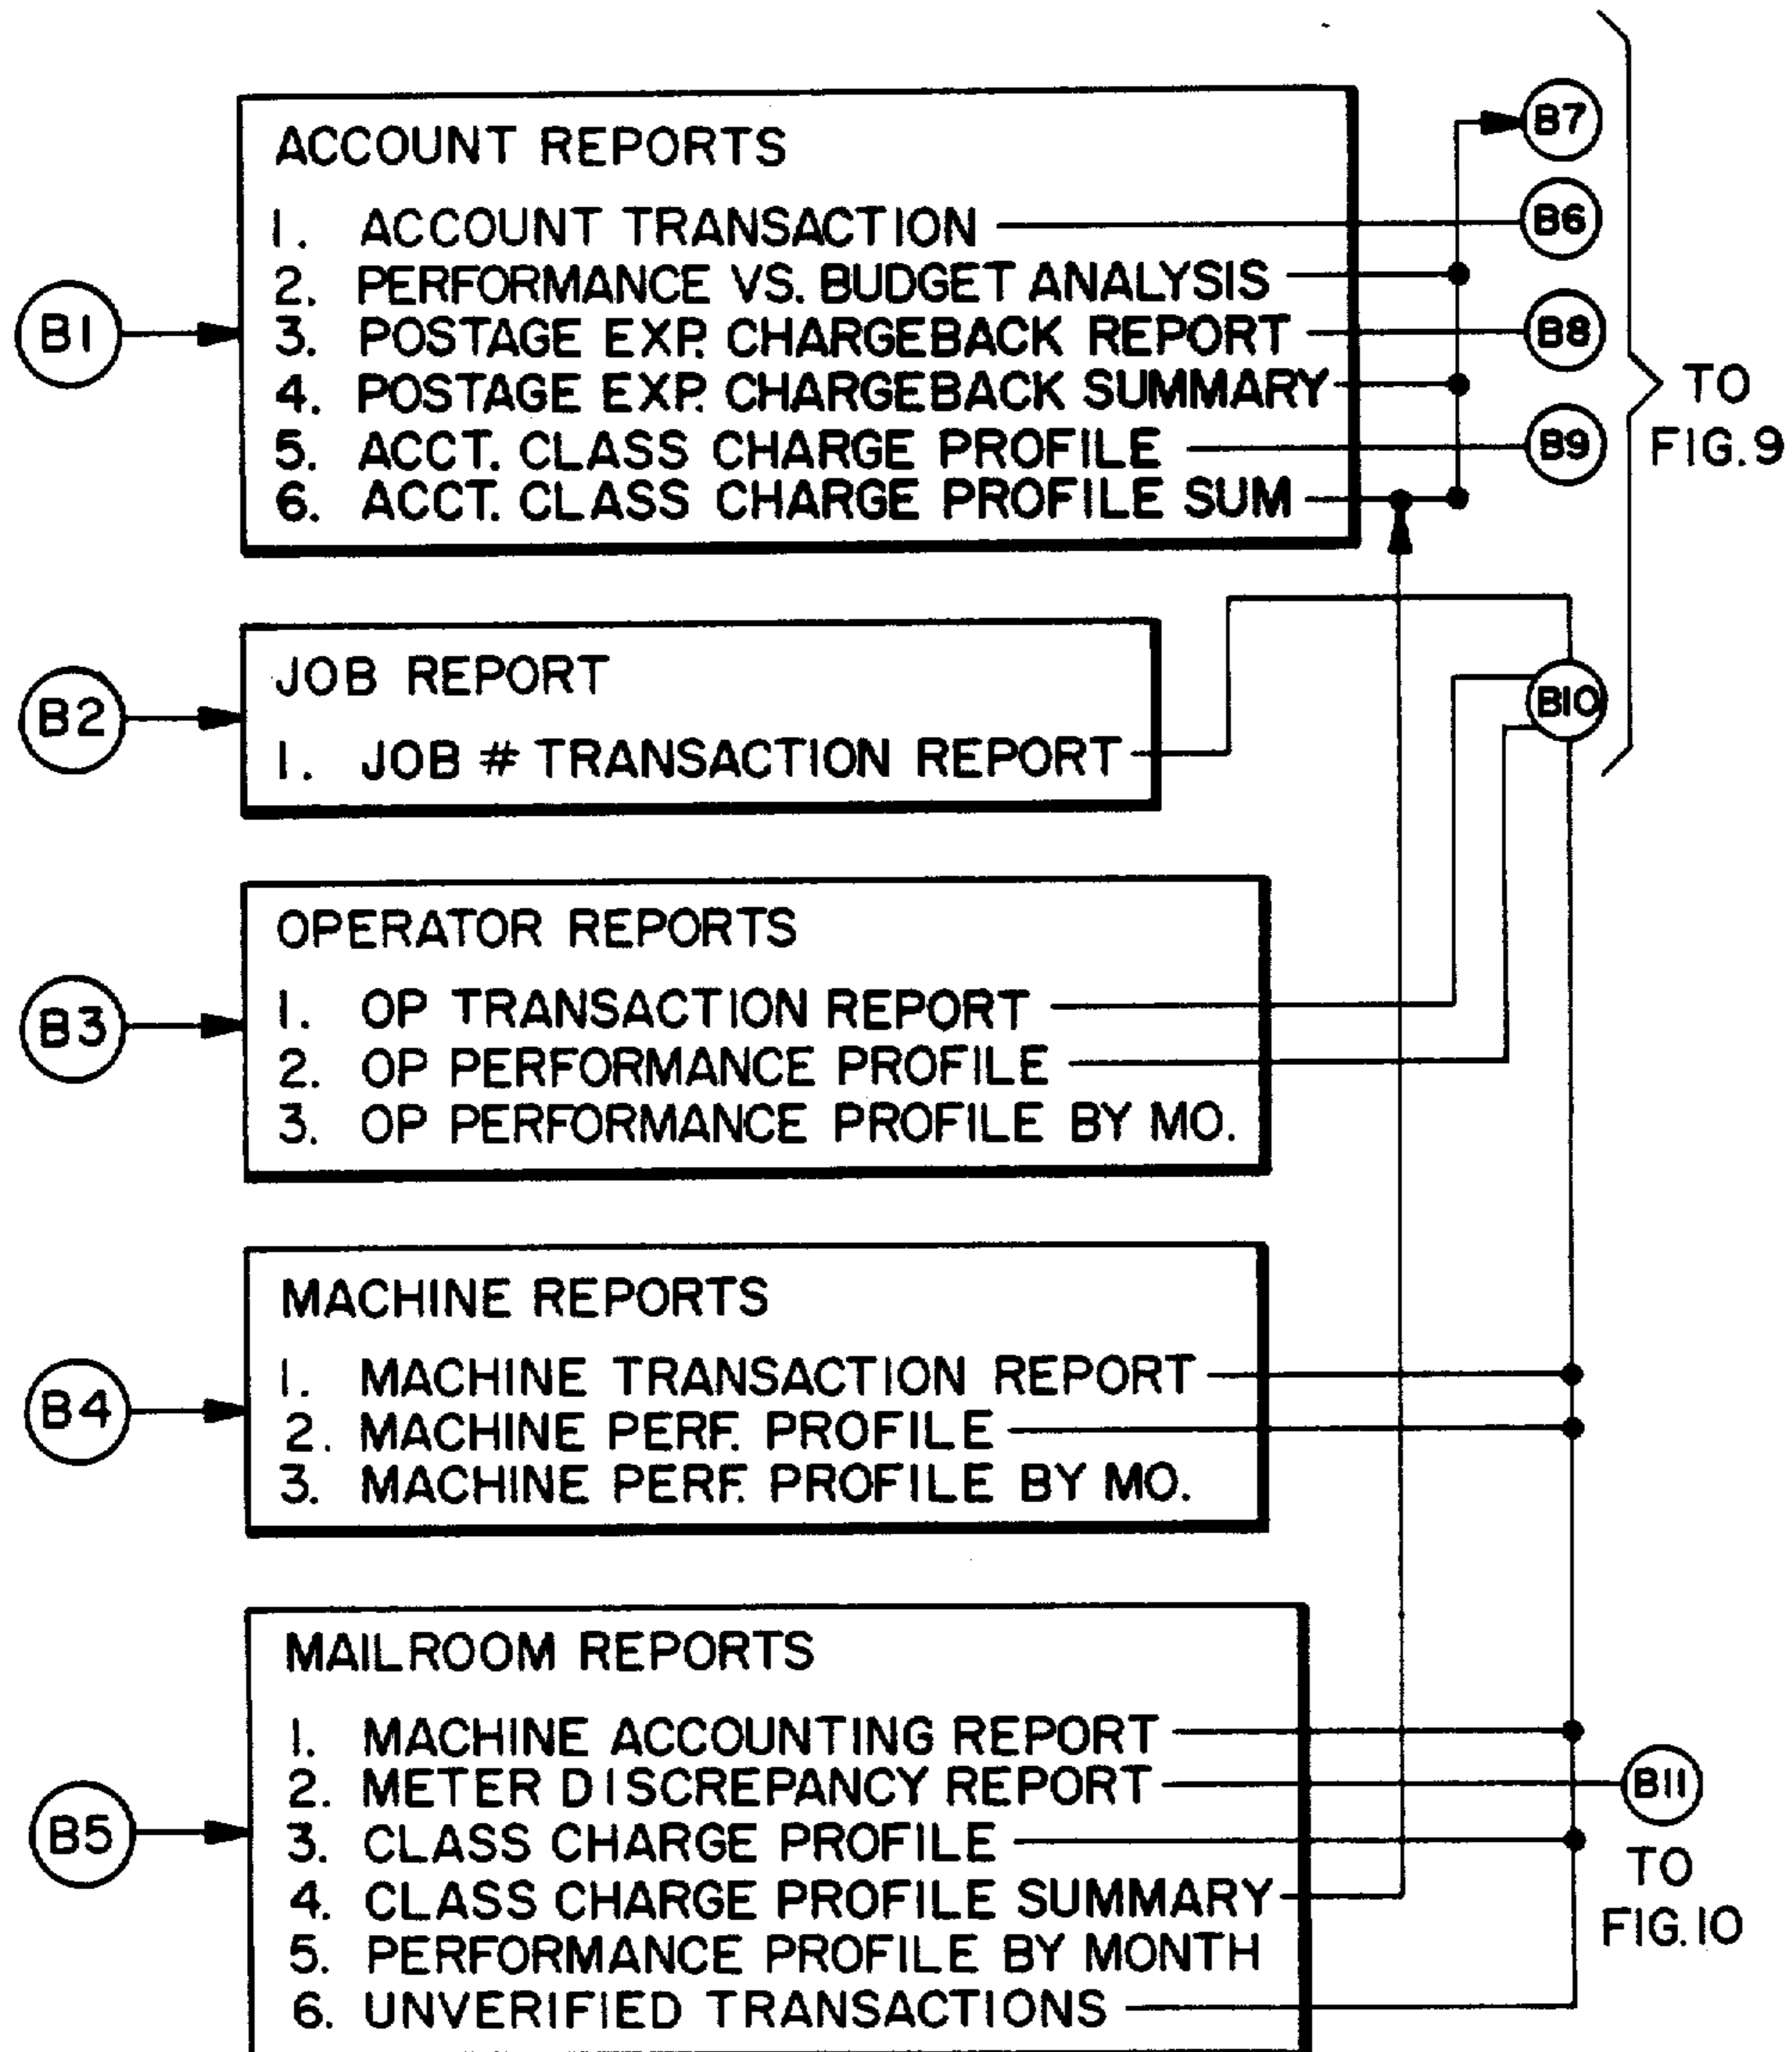 B7
ACCOUNT REPORTS
1. ACCOUNT TRANSACTION
B6
2. PERFORMANCE VS. BUDGET ANALYSIS
B1
3. POSTAGE EXP. CHARGEBACK REPORT
B8
4. POSTAGE EXP. CHARGEBACK SUMMARY
TO
FIG.9
5. ACCT. CLASS CHARGE PROFILE
B9
6. ACCT. CLASS CHARGE PROFILE SUM
B2
JOB REPORT
B10
1. JOB # TRANSACTION REPORT
OPERATOR REPORTS
B3
1. OP TRANSACTION REPORT
2. OP PERFORMANCE PROFILE
3. OP PERFORMANCE PROFILE BY MO.
MACHINE REPORTS
B4
1. MACHINE TRANSACTION REPORT
2. MACHINE PERF. PROFILE
3. MACHINE PERF. PROFILE BY MO.
MAILROOM REPORTS
B5
1. MACHINE ACCOUNTING REPORT
2. METER DISCREPANCY REPORT
B11
3. CLASS CHARGE PROFILE
TO
FIG.10
4. CLASS CHARGE PROFILE SUMMARY
5. PERFORMANCE PROFILE BY MONTH
6. UNVERIFIED TRANSACTIONS